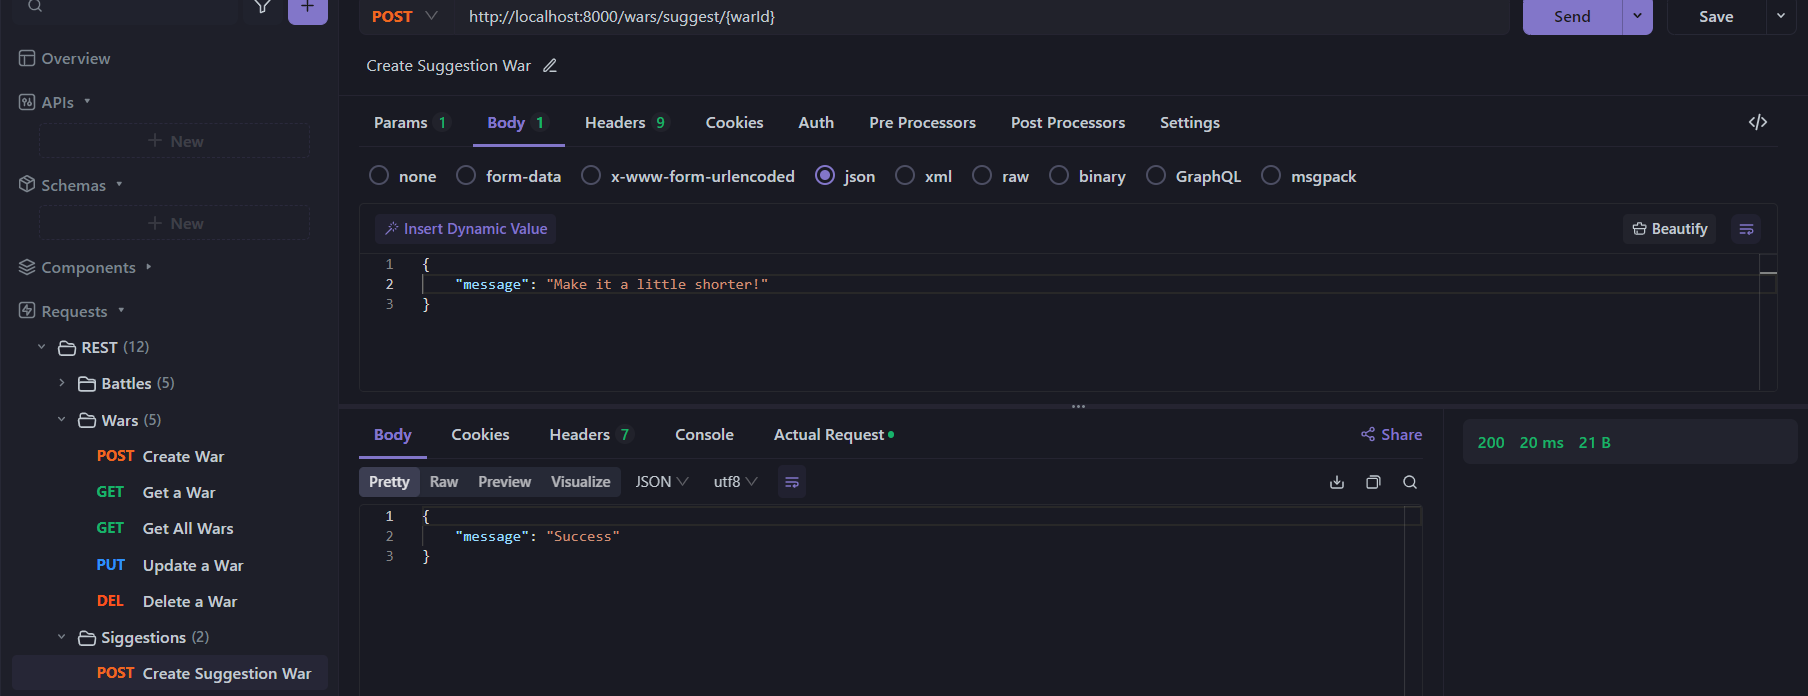 POST http://localhost:8000/wars/suggest/{warId} Send Save
Create Suggestion War
Overview
APIs
New
Schemas
New
Components
Requests
REST (12)
Battles (5)
Wars (5)
POST Create War
GET Get a War
GET Get All Wars
PUT Update a War
DEL Delete a War
Siggestions (2)
POST Create Suggestion War
Params 1 Body 1 Headers 9 Cookies Auth Pre Processors Post Processors Settings
none form-data x-www-form-urlencoded json xml raw binary GraphQL msgpack
Insert Dynamic Value Beautify
1 {
2 "message": "Make it a little shorter!"
3 }
Body Cookies Headers 7 Console Actual Request Share
200 20 ms 21 B
Pretty Raw Preview Visualize JSON utf8
1 {
2 "message": "Success"
3 }